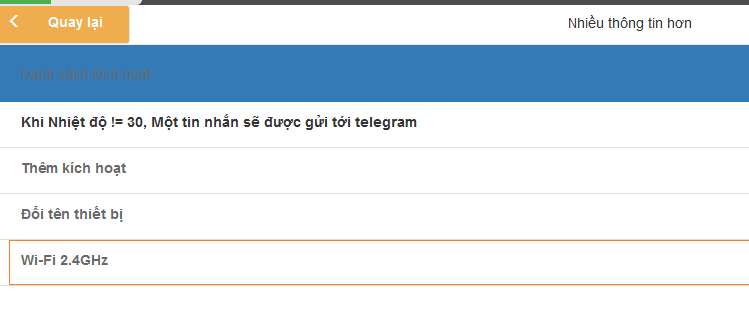 Quay lại
Nhiều thông tin hơn
Danh sách kích hoạt
Khi Nhiệt độ != 30, Một tin nhắn sẽ được gửi tới telegram
Thêm kích hoạt
Đổi tên thiết bị
Wi-Fi 2.4GHz